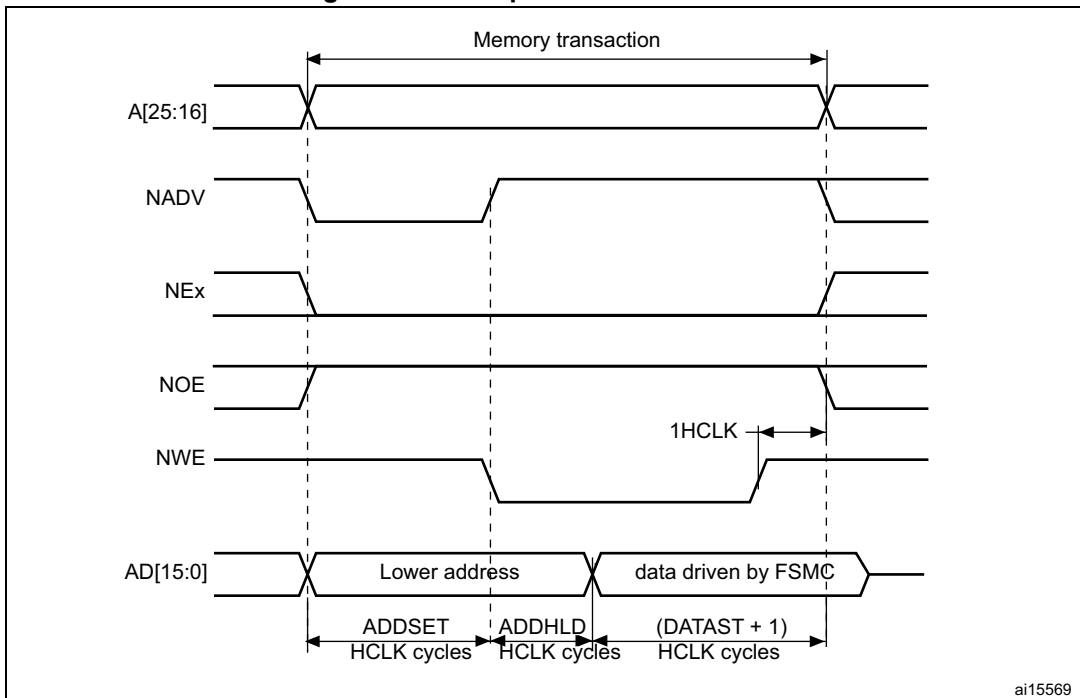 Memory transaction
A[25:16]
NADV
NEx
NOE
1HCLK
NWE
AD[15:0]
Lower address
data driven by FSMC
ADDSET
HCLK cycles
ADDHLD
HCLK cycles
(DATAST + 1)
HCLK cycles
ai15569